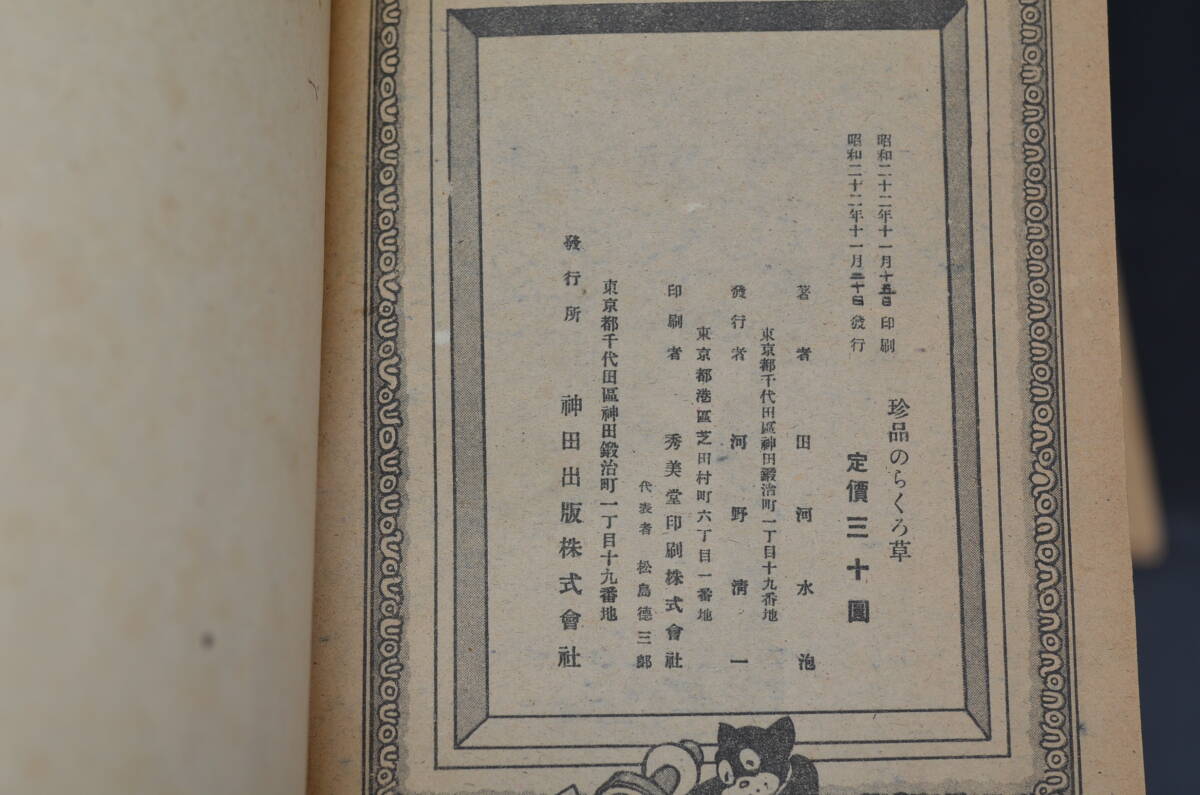 昭和二十二年十一月十五日 印刷
昭和二十二年十一月二十日 發行
珍品のらくろ草
定價三十圓
著者 田河水泡
東京都千代田區神田鍛冶町一丁目十九番地
發行者 河野淸一
東京都港區芝田村町六丁目一番地
印刷者 秀美堂印刷株式會社
代表者 松島德三郎
東京都千代田區神田鍛冶町一丁目十九番地
發行所 神田出版株式會社